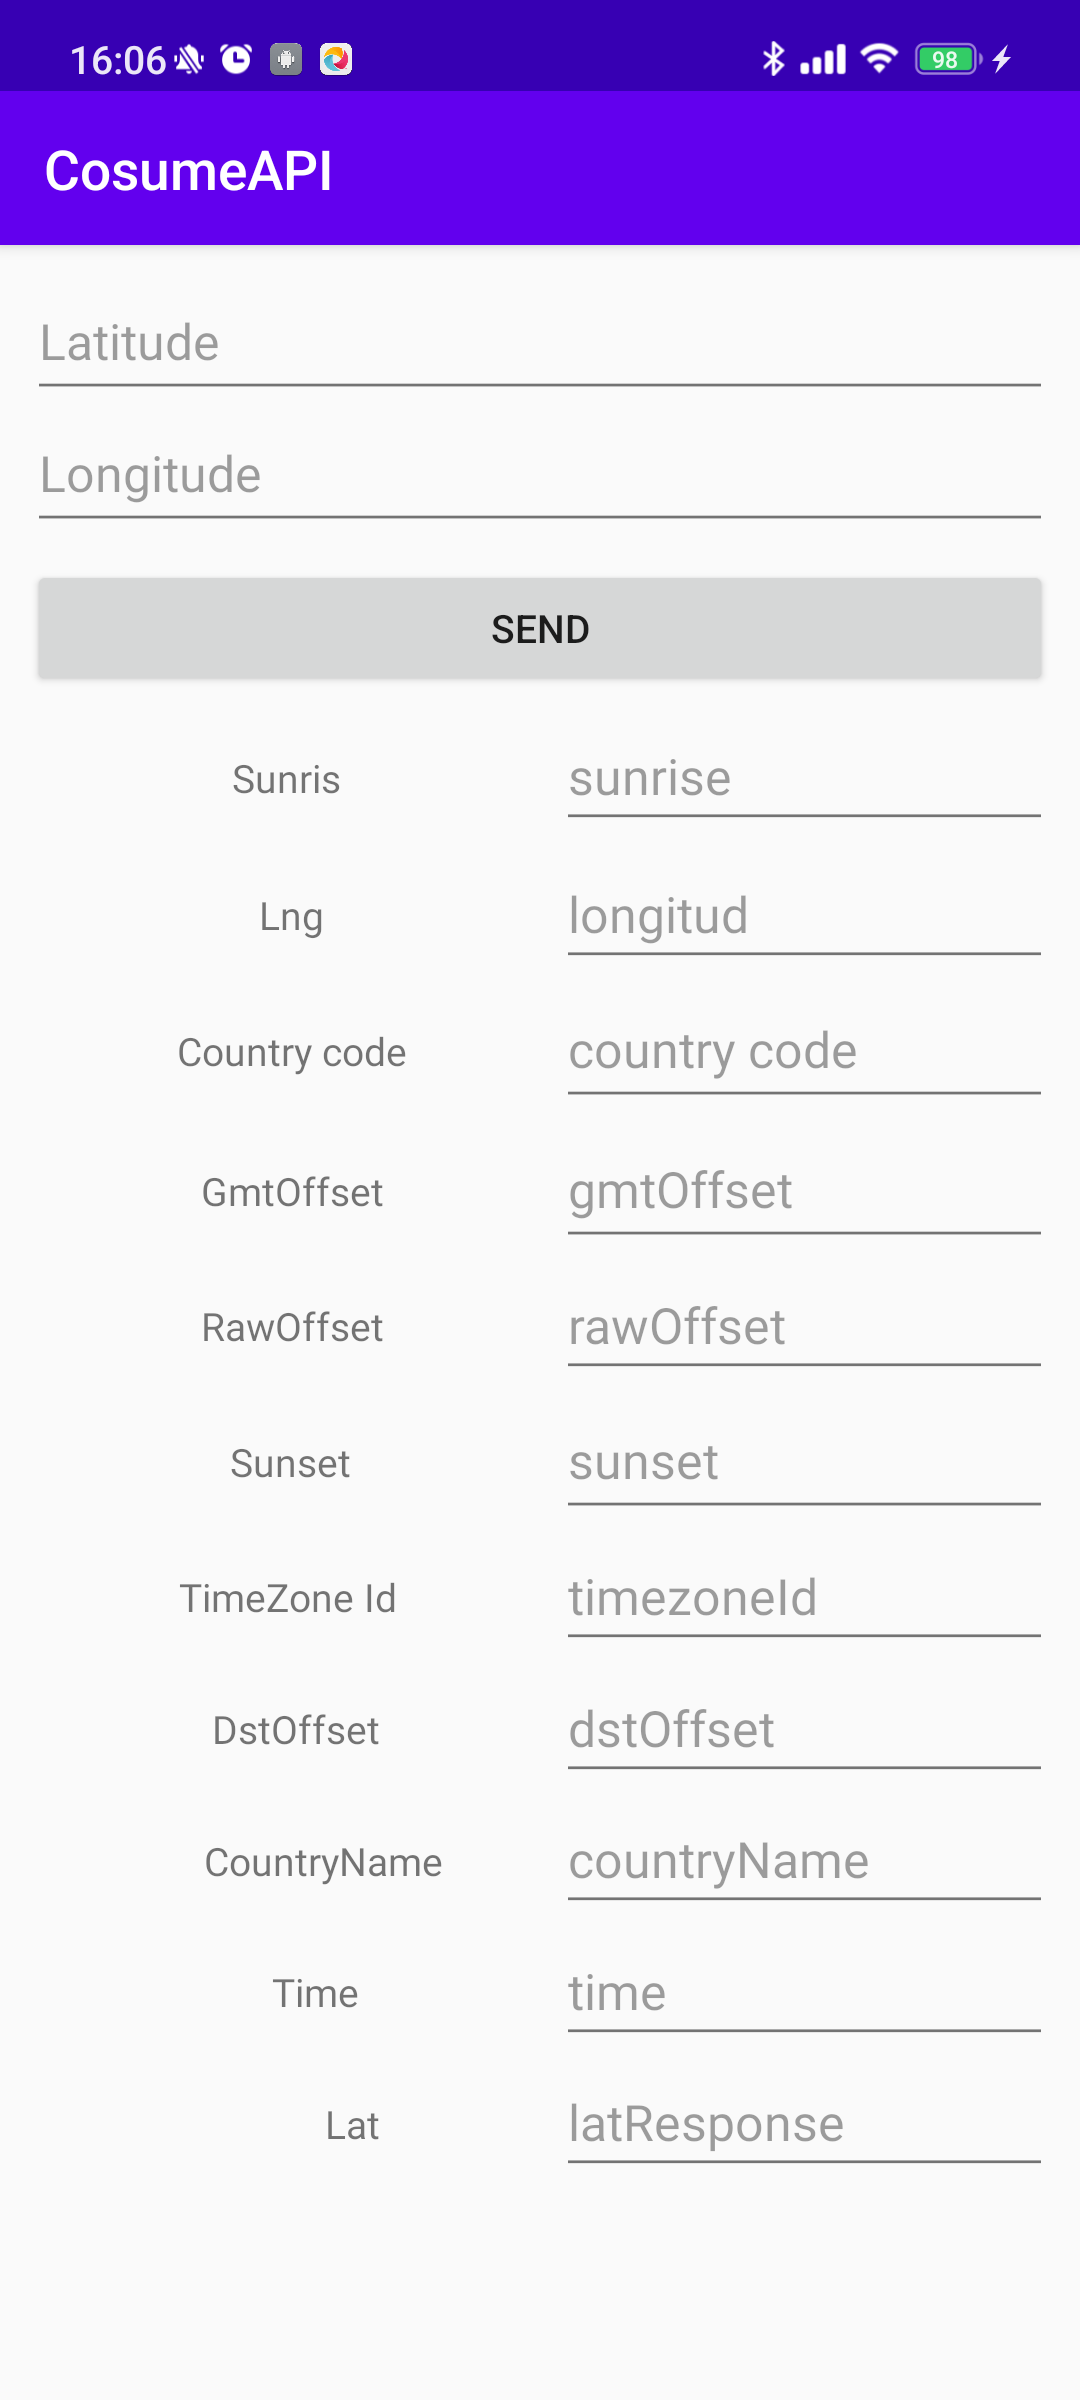 16:06 98
CosumeAPI
Latitude
Longitude
SEND
Sunris sunrise
Lng longitud
Country code country code
GmtOffset gmtOffset
RawOffset rawOffset
Sunset sunset
TimeZone Id timezoneId
DstOffset dstOffset
CountryName countryName
Time time
Lat latResponse